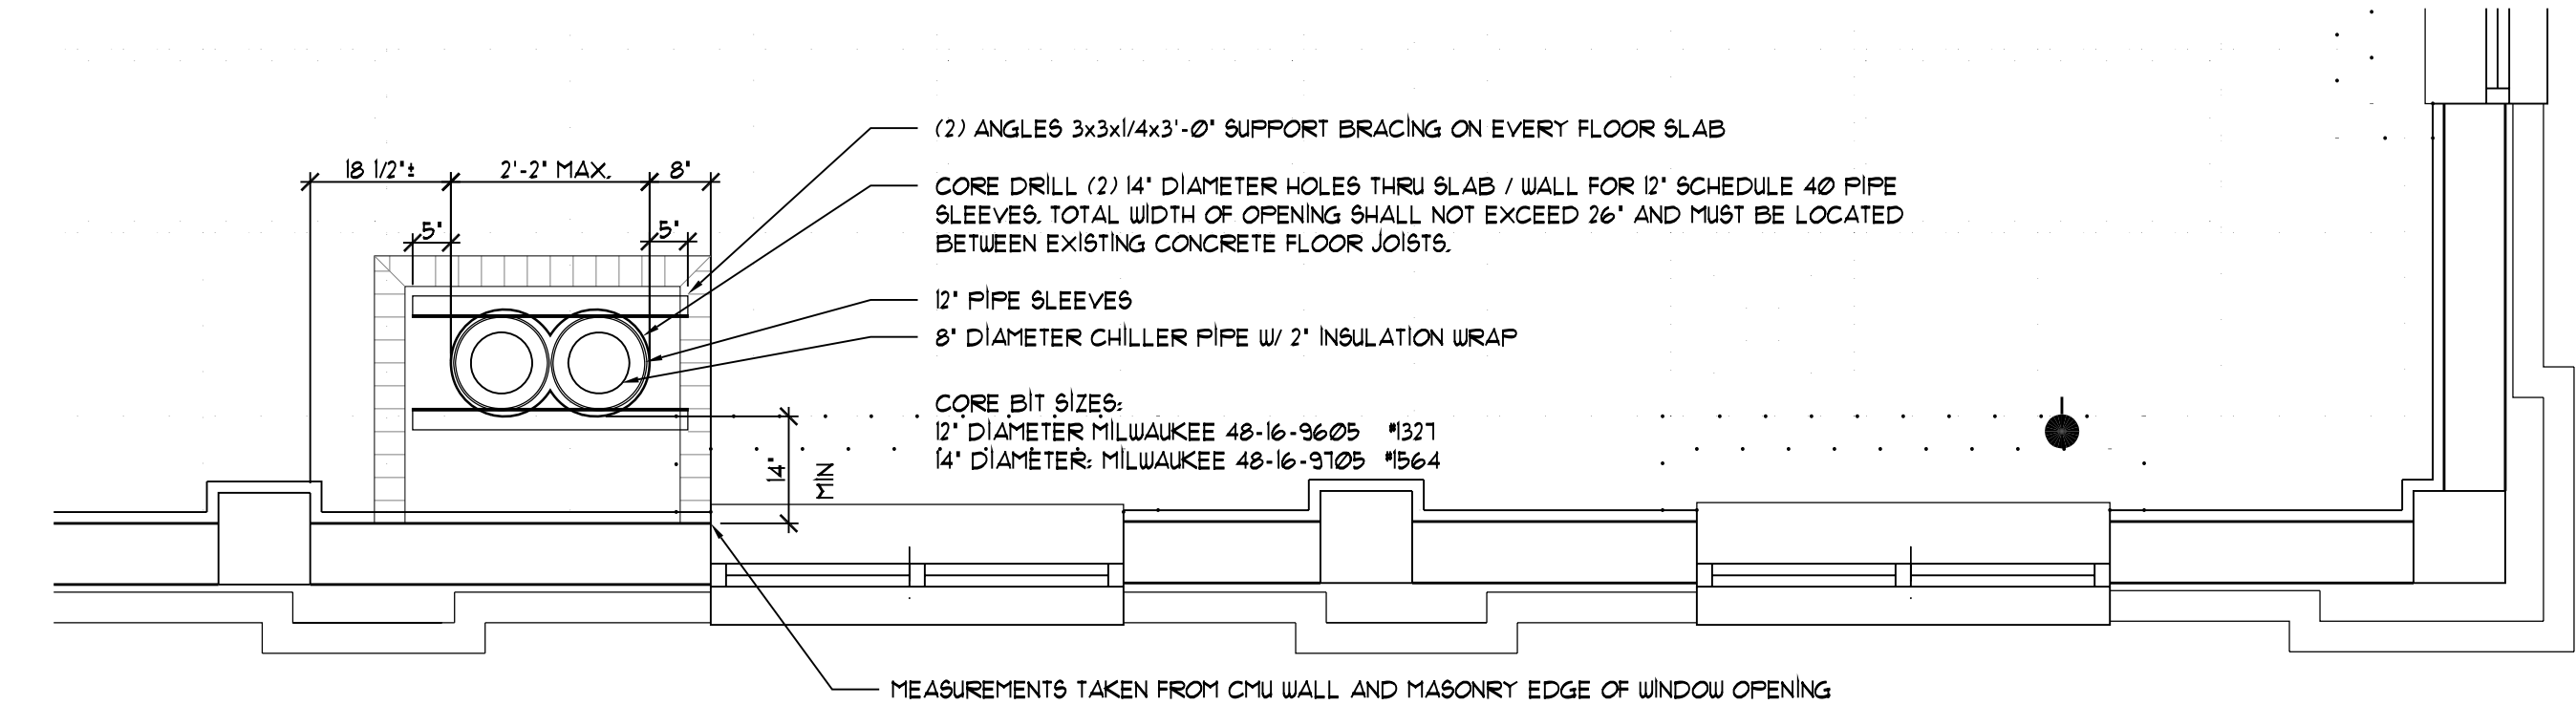 (2) ANGLES 3x3x1/4x3'-0" SUPPORT BRACING ON EVERY FLOOR SLAB
18 1/2"± 2'-2" MAX. 8"
CORE DRILL (2) 14" DIAMETER HOLES THRU SLAB / WALL FOR 12" SCHEDULE 40 PIPE
SLEEVES. TOTAL WIDTH OF OPENING SHALL NOT EXCEED 26" AND MUST BE LOCATED
BETWEEN EXISTING CONCRETE FLOOR JOISTS.
5" 5"
12" PIPE SLEEVES
8" DIAMETER CHILLER PIPE W/ 2" INSULATION WRAP
CORE BIT SIZES:
12" DIAMETER MILWAUKEE 48-16-9605 #1327
14" DIAMETER: MILWAUKEE 48-16-9705 #1564
14"
MIN
MEASUREMENTS TAKEN FROM CMU WALL AND MASONRY EDGE OF WINDOW OPENING